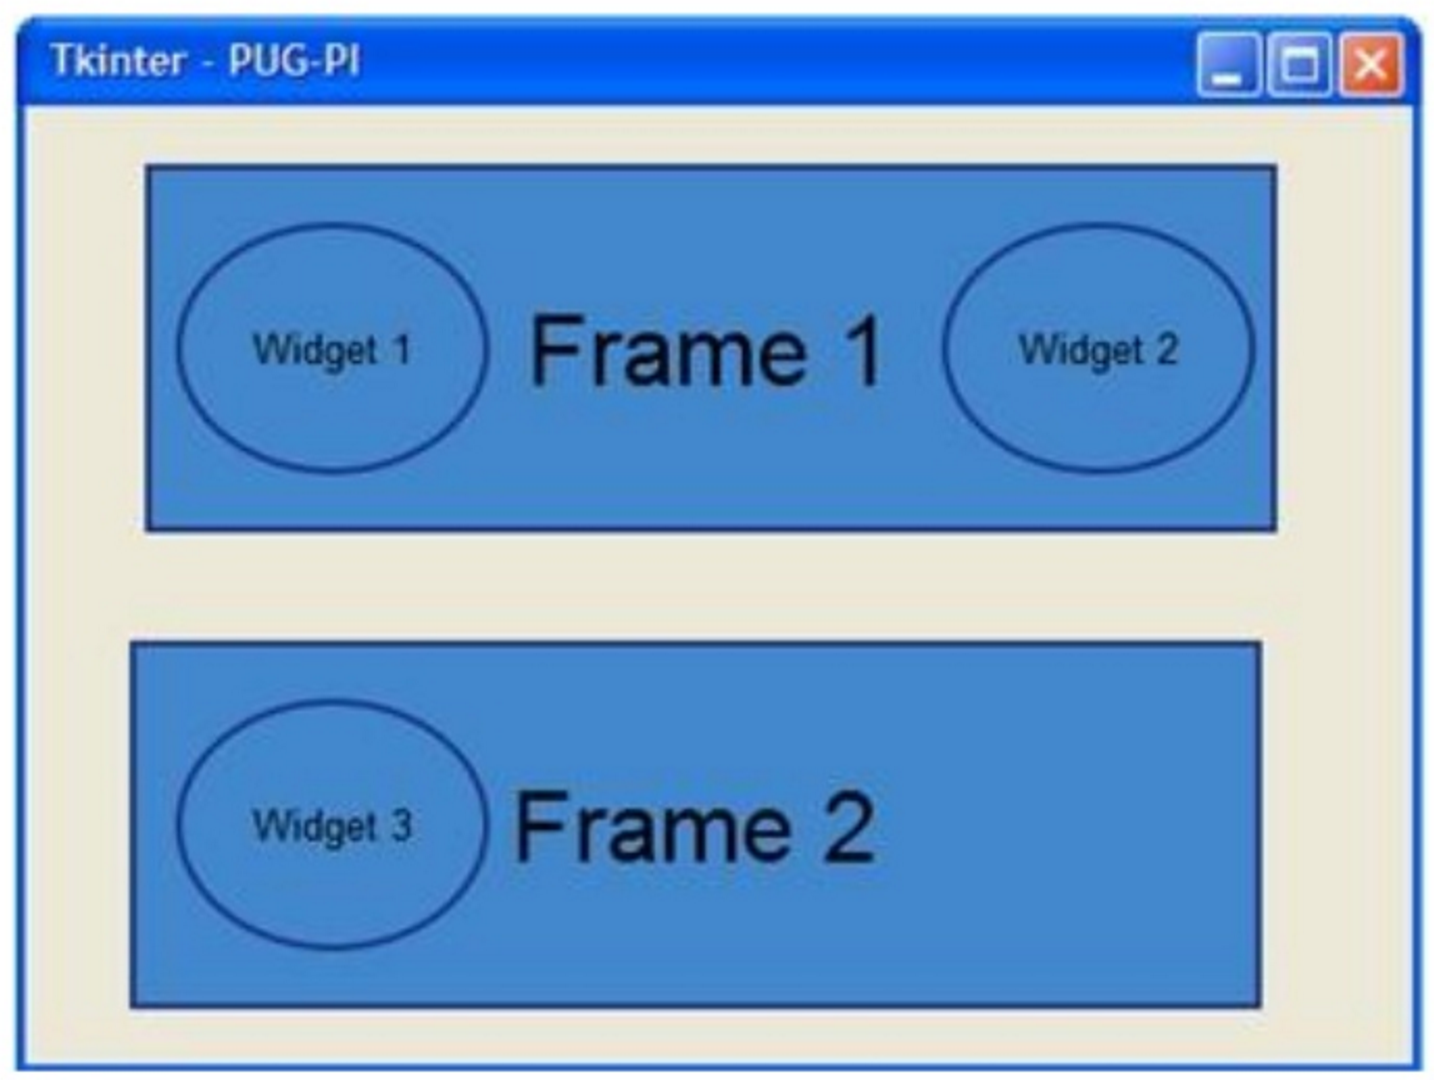 Tkinter - PUG-PI
Widget 1
Frame 1
Widget 2
Widget 3
Frame 2